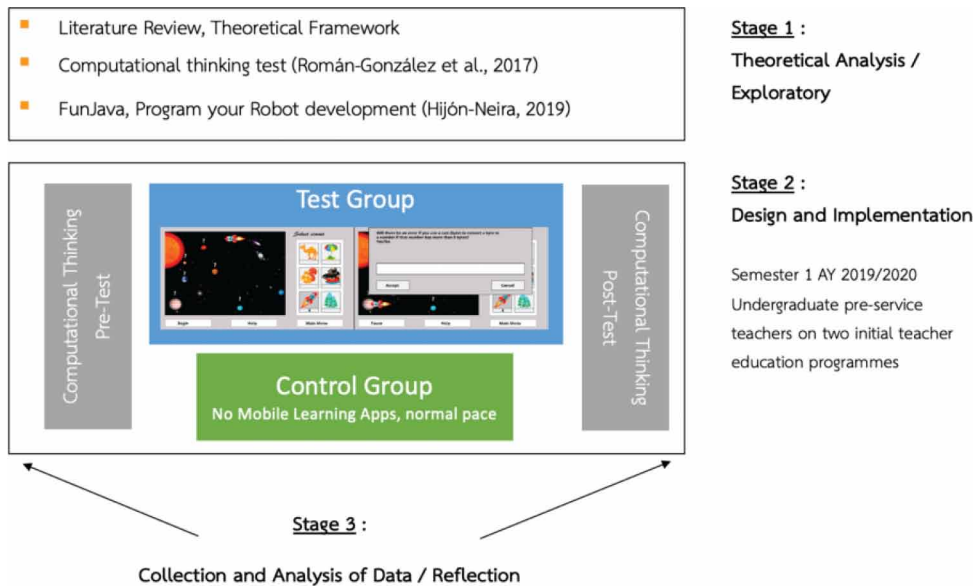 Literature Review, Theoretical Framework
Computational thinking test (Román-González et al., 2017)
FunJava, Program your Robot development (Hijón-Neira, 2019)
Stage 1 :
Theoretical Analysis /
Exploratory
Computational Thinking
Pre-Test
Test Group
Select scene
Begin
Help
Main Menu
Accept
Cancel
Pause
Help
Main Menu
Control Group
No Mobile Learning Apps, normal pace
Computational Thinking
Post-Test
Stage 2 :
Design and Implementation
Semester 1 AY 2019/2020
Undergraduate pre-service
teachers on two initial teacher
education programmes
Stage 3 :
Collection and Analysis of Data / Reflection